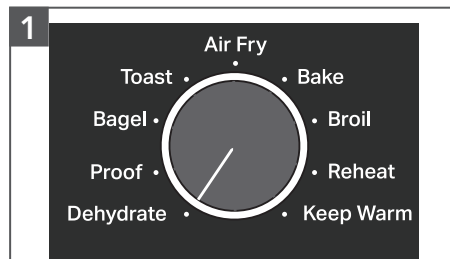 1
Air Fry
Toast
Bake
Bagel
Broil
Proof
Reheat
Dehydrate
Keep Warm